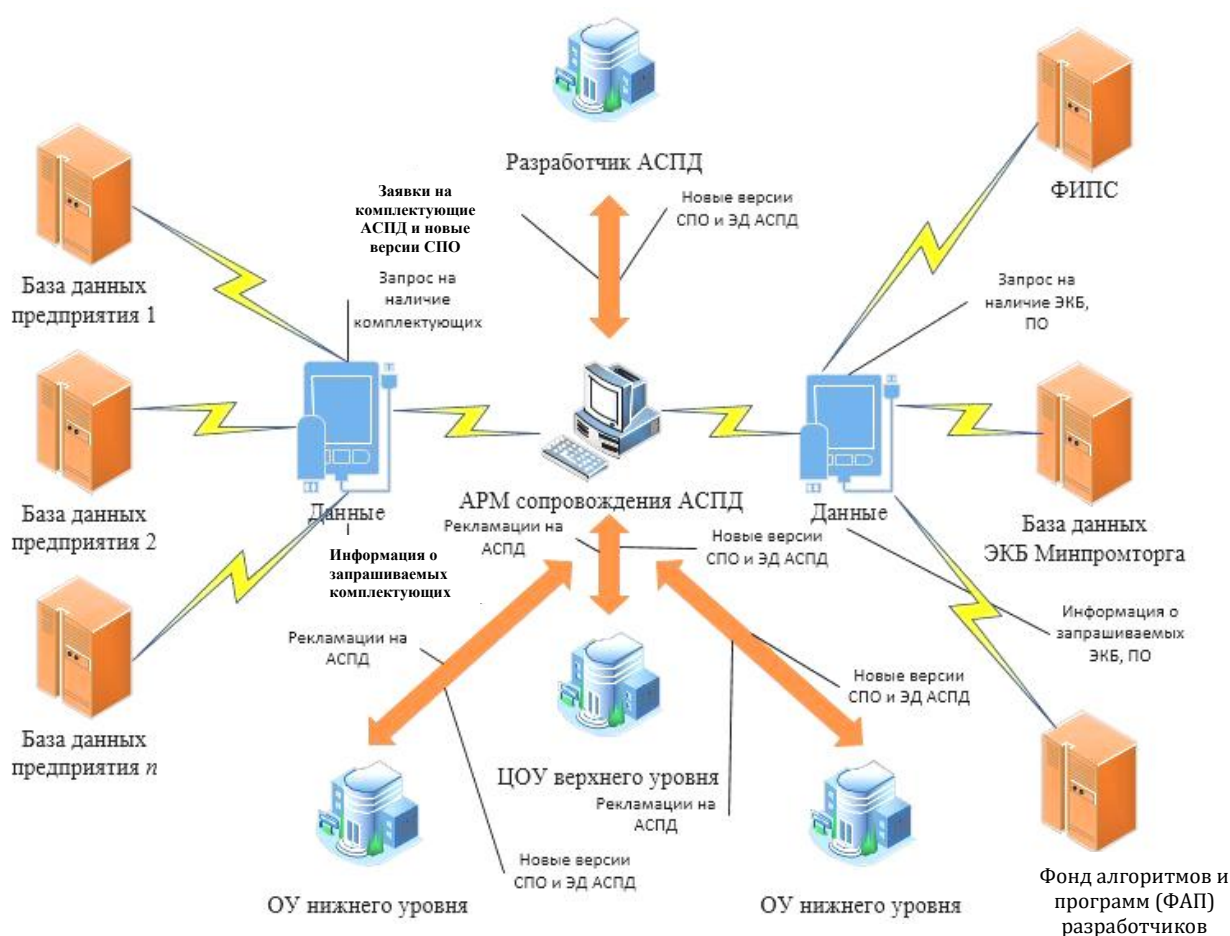 Разработчик АСПД
Заявки на
комплектующие
АСПД и новые
версии СПО
Новые версии
СПО и ЭД АСПД
ФИПС
База данных
предприятия 1
Запрос на
наличие
комплектующих
Запрос на
наличие ЭКБ,
ПО
База данных
предприятия 2
Данные
АРМ сопровождения АСПД
Данные
База данных
ЭКБ Минпромторга
Рекламации на
АСПД
Новые версии
СПО и ЭД АСПД
Информация о
запрашиваемых
комплектующих
Информация о
запрашиваемых
ЭКБ, ПО
Рекламации на
АСПД
Новые версии
СПО и ЭД АСПД
База данных
предприятия n
ЦОУ верхнего уровня
Рекламации на
АСПД
Новые версии
СПО и ЭД АСПД
ОУ нижнего уровня
ОУ нижнего уровня
Фонд алгоритмов и
программ (ФАП)
разработчиков